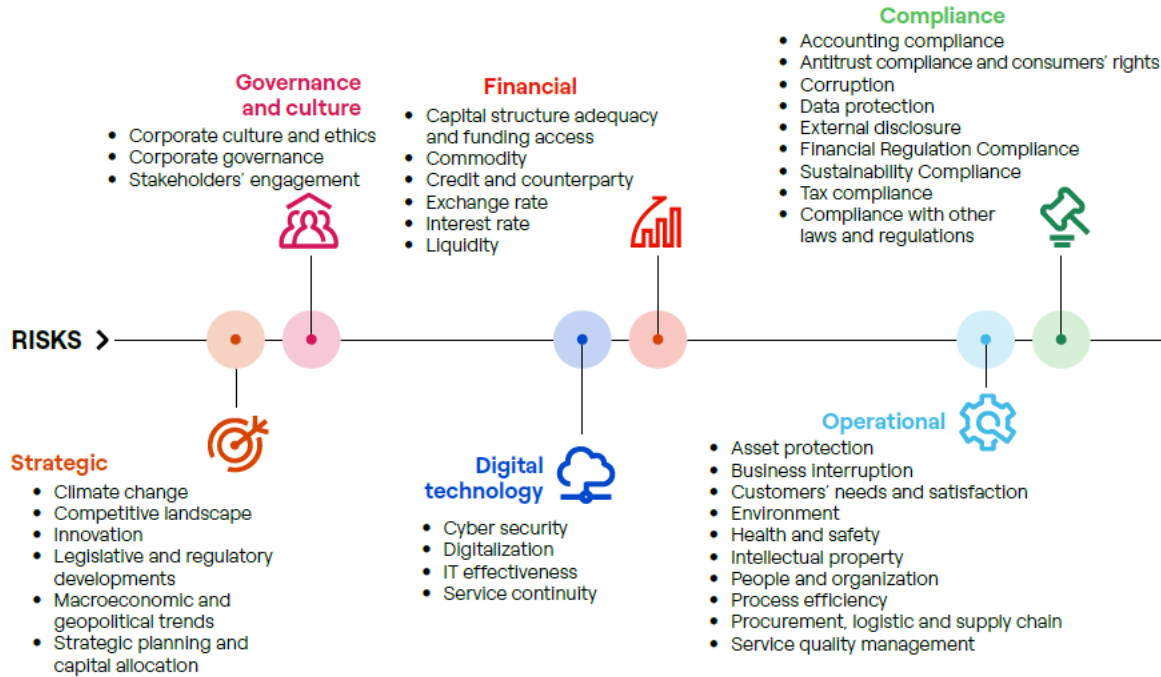 Compliance
• Accounting compliance
• Antitrust compliance and consumers' rights
• Corruption
• Data protection
• External disclosure
• Financial Regulation Compliance
• Sustainability Compliance
• Tax compliance
• Compliance with other
laws and regulations
Governance
and culture
• Corporate culture and ethics
• Corporate governance
• Stakeholders' engagement
Financial
• Capital structure adequacy
and funding access
• Commodity
• Credit and counterparty
• Exchange rate
• Interest rate
• Liquidity
RISKS
Strategic
• Climate change
• Competitive landscape
• Innovation
• Legislative and regulatory
developments
• Macroeconomic and
geopolitical trends
• Strategic planning and
capital allocation
Digital
technology
• Cyber security
• Digitalization
• IT effectiveness
• Service continuity
Operational
• Asset protection
• Business interruption
• Customers' needs and satisfaction
• Environment
• Health and safety
• Intellectual property
• People and organization
• Process efficiency
• Procurement, logistic and supply chain
• Service quality management